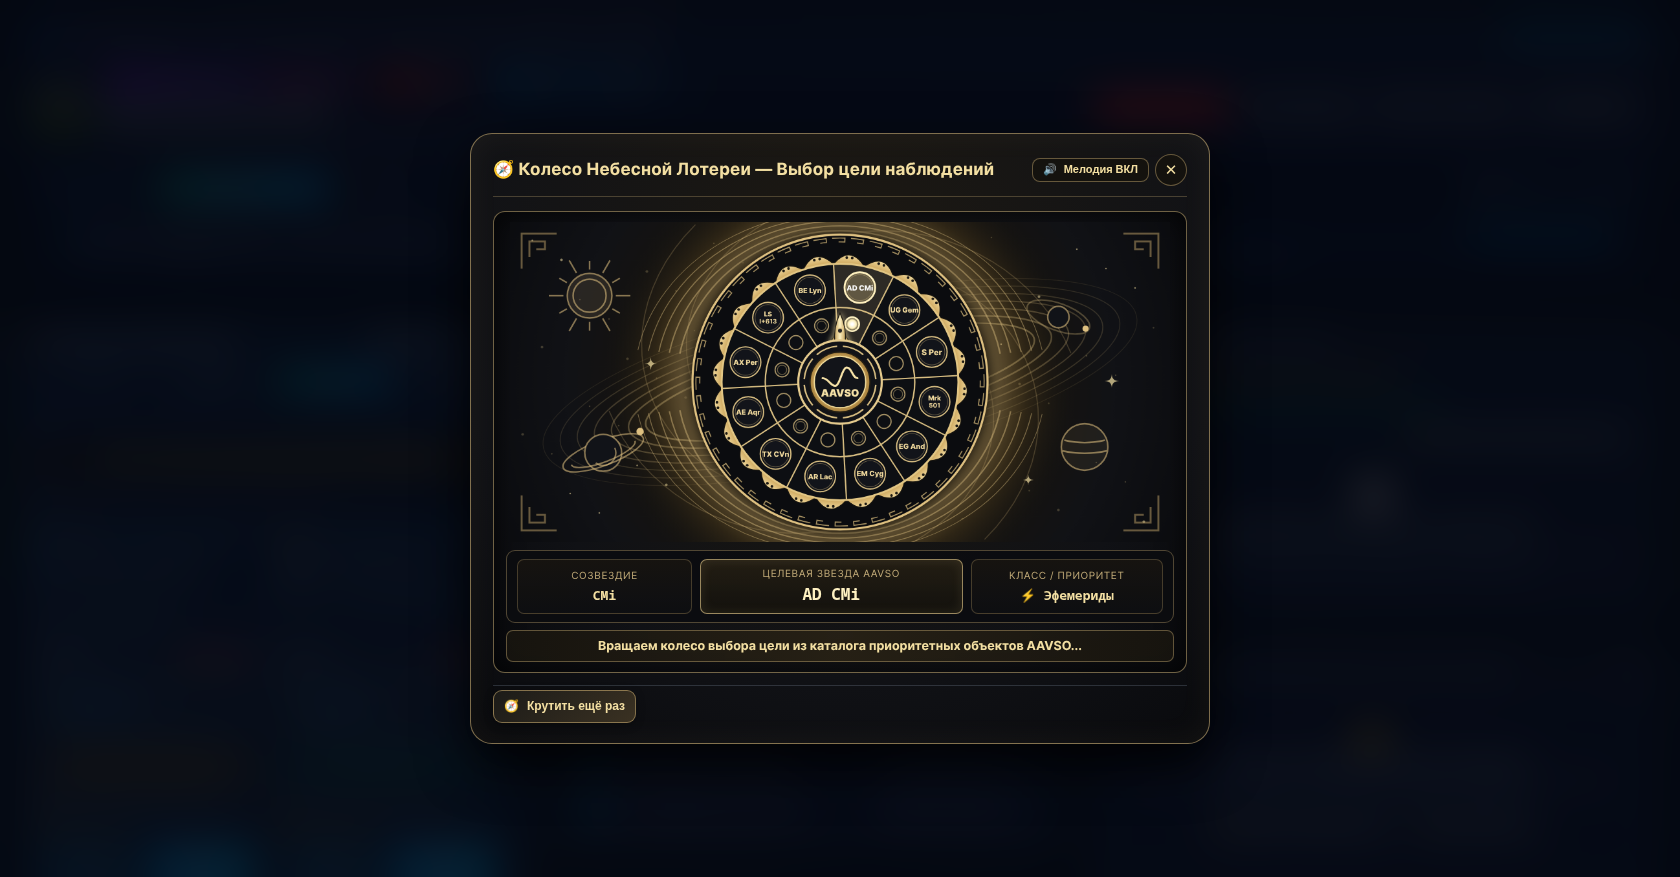 🧭 Колесо Небесной Лотереи — Выбор цели наблюдений
🔊 Мелодия ВКЛ
✕
BE Lyn
AD CMi
UG Gem
LS
I+613
S Per
AX Per
Mrk
501
AE Aqr
AAVSO
EG And
TX CVn
AR Lac
EM Cyg
СОЗВЕЗДИЕ
CMi
ЦЕЛЕВАЯ ЗВЕЗДА AAVSO
AD CMi
КЛАСС / ПРИОРИТЕТ
⚡ Эфемериды
Вращаем колесо выбора цели из каталога приоритетных объектов AAVSO...
🧭 Крутить ещё раз